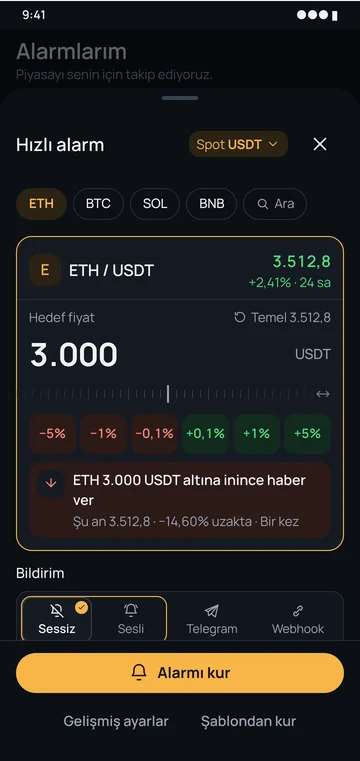 9:41
Alarmlarım
Piyasayı senin için takip ediyoruz.
Hızlı alarm
Spot USDT
ETH
BTC
SOL
BNB
Ara
E
ETH / USDT
3.512,8
+2,41% · 24 sa
Hedef fiyat
Temel 3.512,8
3.000
USDT
−5%
−1%
−0,1%
+0,1%
+1%
+5%
ETH 3.000 USDT altına inince haber
ver
Şu an 3.512,8 · −14,60% uzakta · Bir kez
Bildirim
Sessiz
Sesli
Telegram
Webhook
Alarmı kur
Gelişmiş ayarlar
Şablondan kur